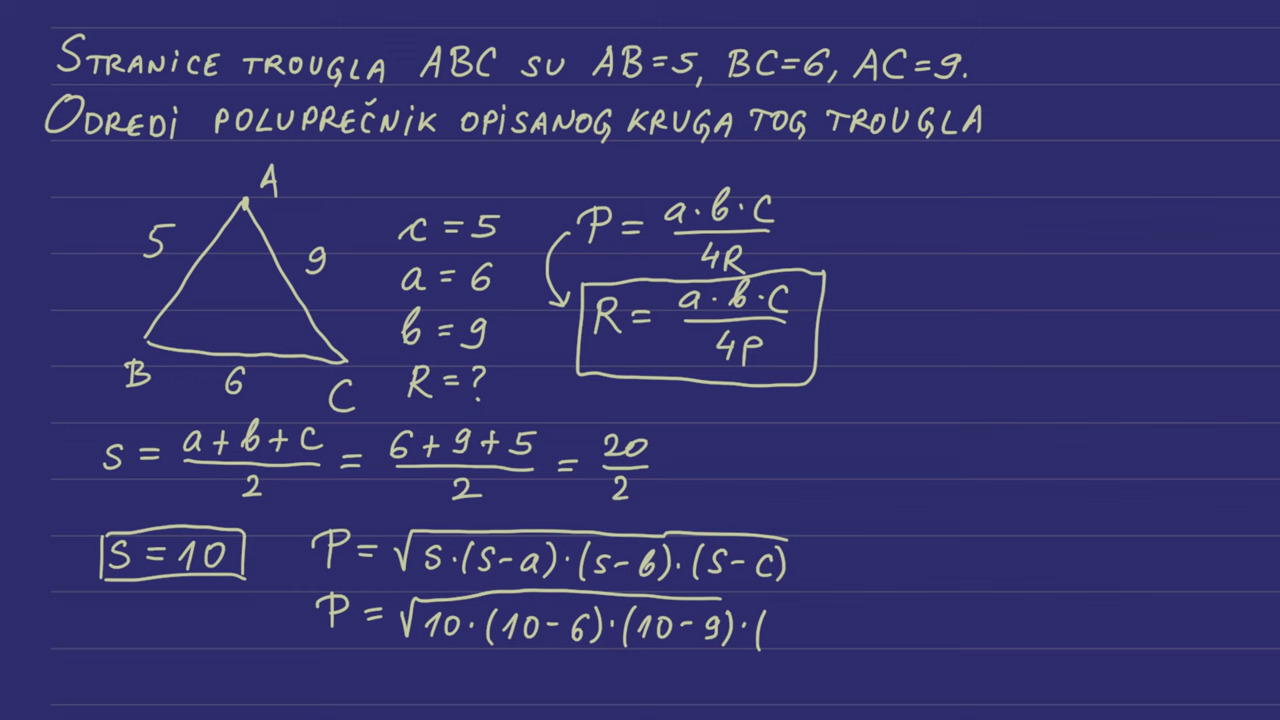 STRANICE TROUGLA ABC SU AB=5, BC=6, AC=9.
ODREDI POLUPREČNIK OPISANOG KRUGA TOG TROUGLA
A
5
9
B
6
C
c = 5
a = 6
b = 9
R = ?
P = a·b·c / 4R
R = a·b·c / 4P
s = a+b+c / 2 = 6+9+5 / 2 = 20 / 2
S = 10
P = √s·(s-a)·(s-b)·(s-c)
P = √10·(10-6)·(10-9)·(